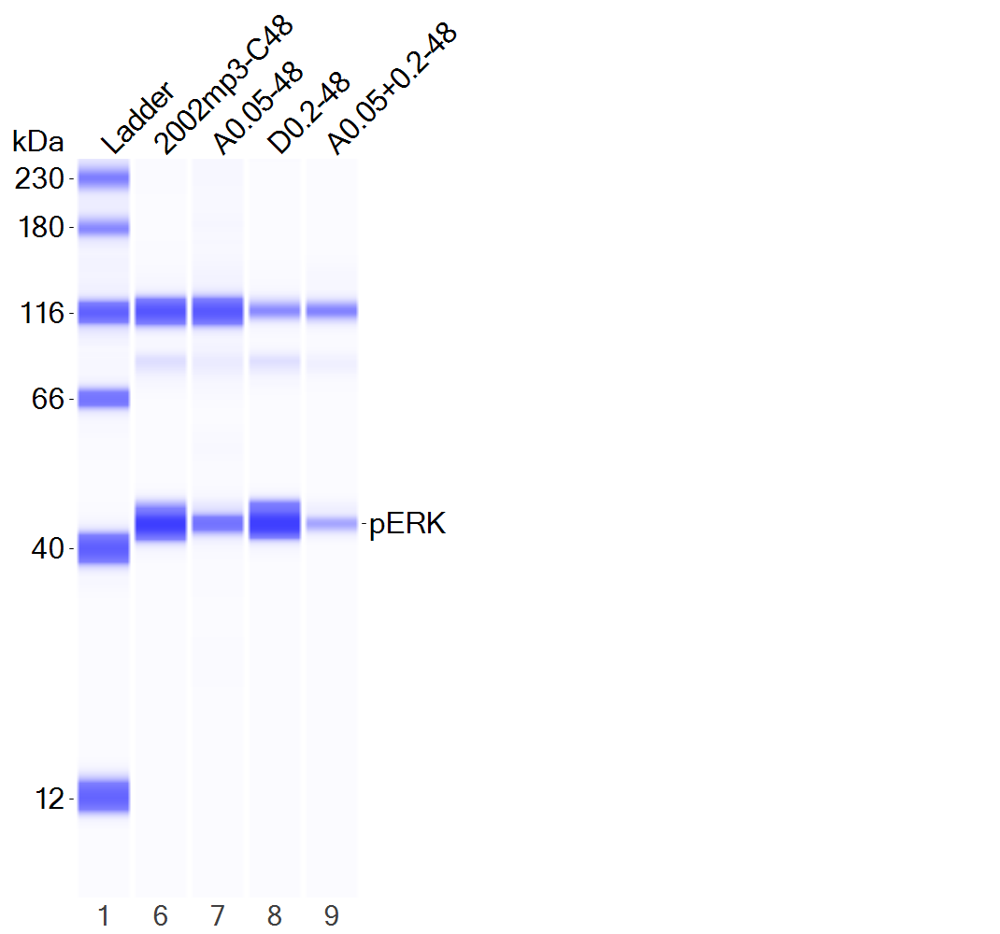 kDa
Ladder
2002mp3-C48
A0.05-48
D0.2-48
A0.05+0.2-48
230
180
116
66
pERK
40
12
1 6 7 8 9